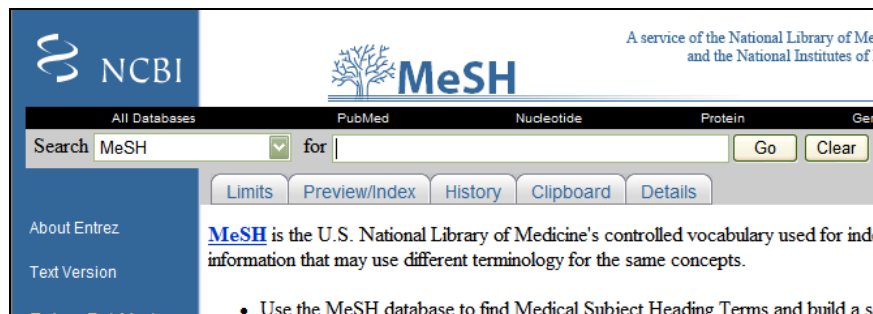 A service of the National Library of
and the National Institutes of
NCBI
MeSH
All Databases PubMed Nucleotide Protein
Search MeSH for Go Clear
Limits Preview/Index History Clipboard Details
About Entrez
MeSH is the U.S. National Library of Medicine's controlled vocabulary used for
Text Version
information that may use different terminology for the same concepts.
• Use the MeSH database to find Medical Subject Heading Terms and build a